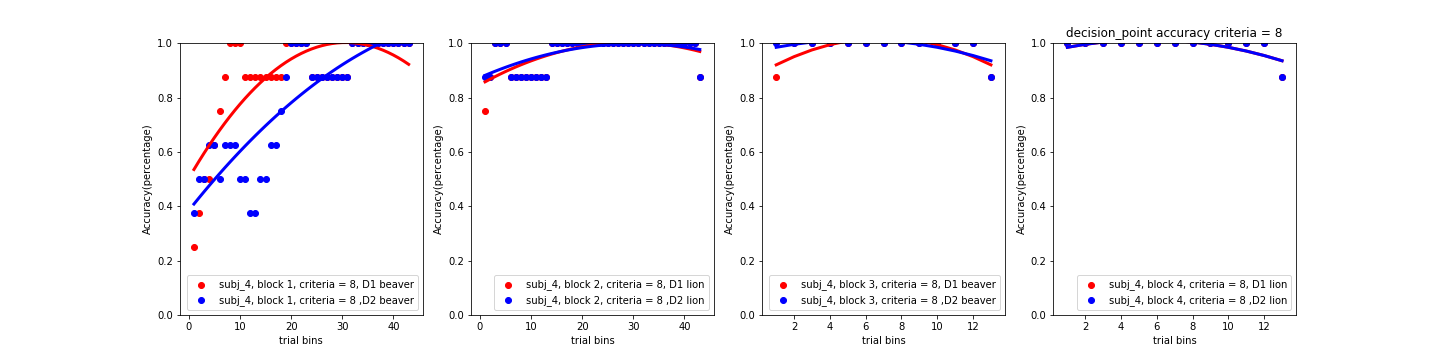 decision_point accuracy criteria = 8
Accuracy(percentage)
1.0
0.8
0.6
0.4
0.2
0.0
subj_4, block 1, criteria = 8, D1 beaver
subj_4, block 1, criteria = 8 ,D2 beaver
0 10 20 30 40
trial bins
Accuracy(percentage)
1.0
0.8
0.6
0.4
0.2
0.0
subj_4, block 2, criteria = 8, D1 lion
subj_4, block 2, criteria = 8 ,D2 lion
0 10 20 30 40
trial bins
Accuracy(percentage)
1.0
0.8
0.6
0.4
0.2
0.0
subj_4, block 3, criteria = 8, D1 beaver
subj_4, block 3, criteria = 8 ,D2 beaver
2 4 6 8 10 12
trial bins
Accuracy(percentage)
1.0
0.8
0.6
0.4
0.2
0.0
subj_4, block 4, criteria = 8, D1 lion
subj_4, block 4, criteria = 8 ,D2 lion
2 4 6 8 10 12
trial bins